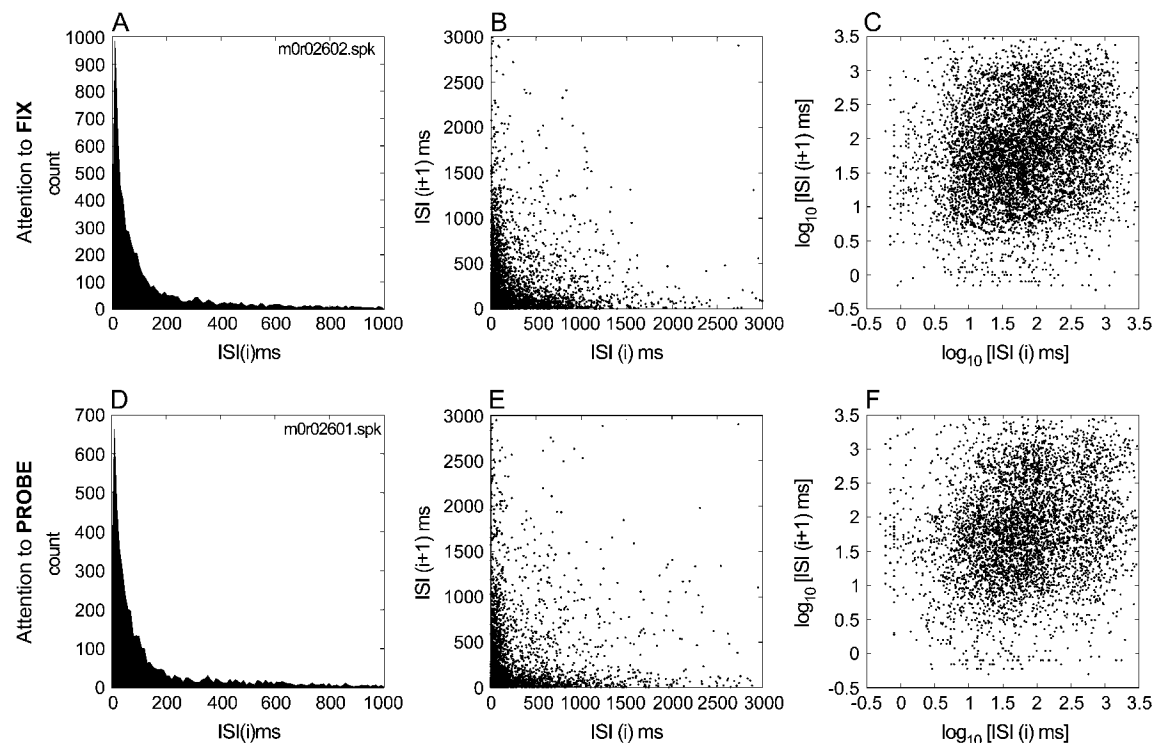 A
B
C
Attention to FIX
count
1000
900
800
700
600
500
400
300
200
100
0
m0r02602.spk
0 200 400 600 800 1000
ISI(i)ms
ISI (i+1) ms
3000
2500
2000
1500
1000
500
0
0 500 1000 1500 2000 2500 3000
ISI (i) ms
log10 [ISI (i+1) ms]
3.5
3
2.5
2
1.5
1
0.5
0
-0.5
-0.5 0 0.5 1 1.5 2 2.5 3 3.5
log10 [ISI (i) ms]
D
E
F
Attention to PROBE
count
700
600
500
400
300
200
100
0
m0r02601.spk
0 200 400 600 800 1000
ISI(i)ms
ISI (i+1) ms
3000
2500
2000
1500
1000
500
0
0 500 1000 1500 2000 2500 3000
ISI (i) ms
log10 [ISI (i+1) ms]
3.5
3
2.5
2
1.5
1
0.5
0
-0.5
-0.5 0 0.5 1 1.5 2 2.5 3 3.5
log10 [ISI (i) ms]